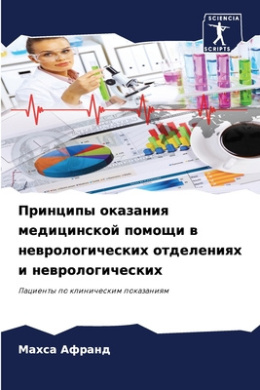 SCIENCIA
SCRIPTS
Принципы оказания
медицинской помощи в
неврологических отделениях
и неврологических
Пациенты по клиническим показаниям
Махса Афранд